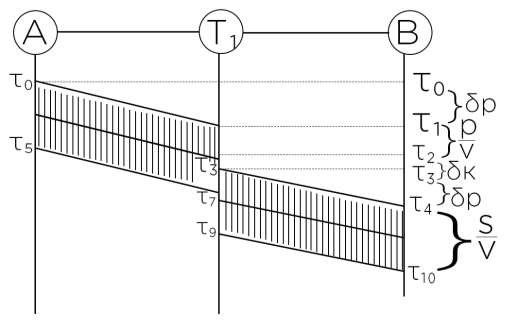 A T₁ B
τ₀ τ₀
δp
τ₁
p/v
τ₂
τ₃ τ₃ δκ
τ₅
τ₇ τ₄ δp
τ₉ S/V
τ₁₀